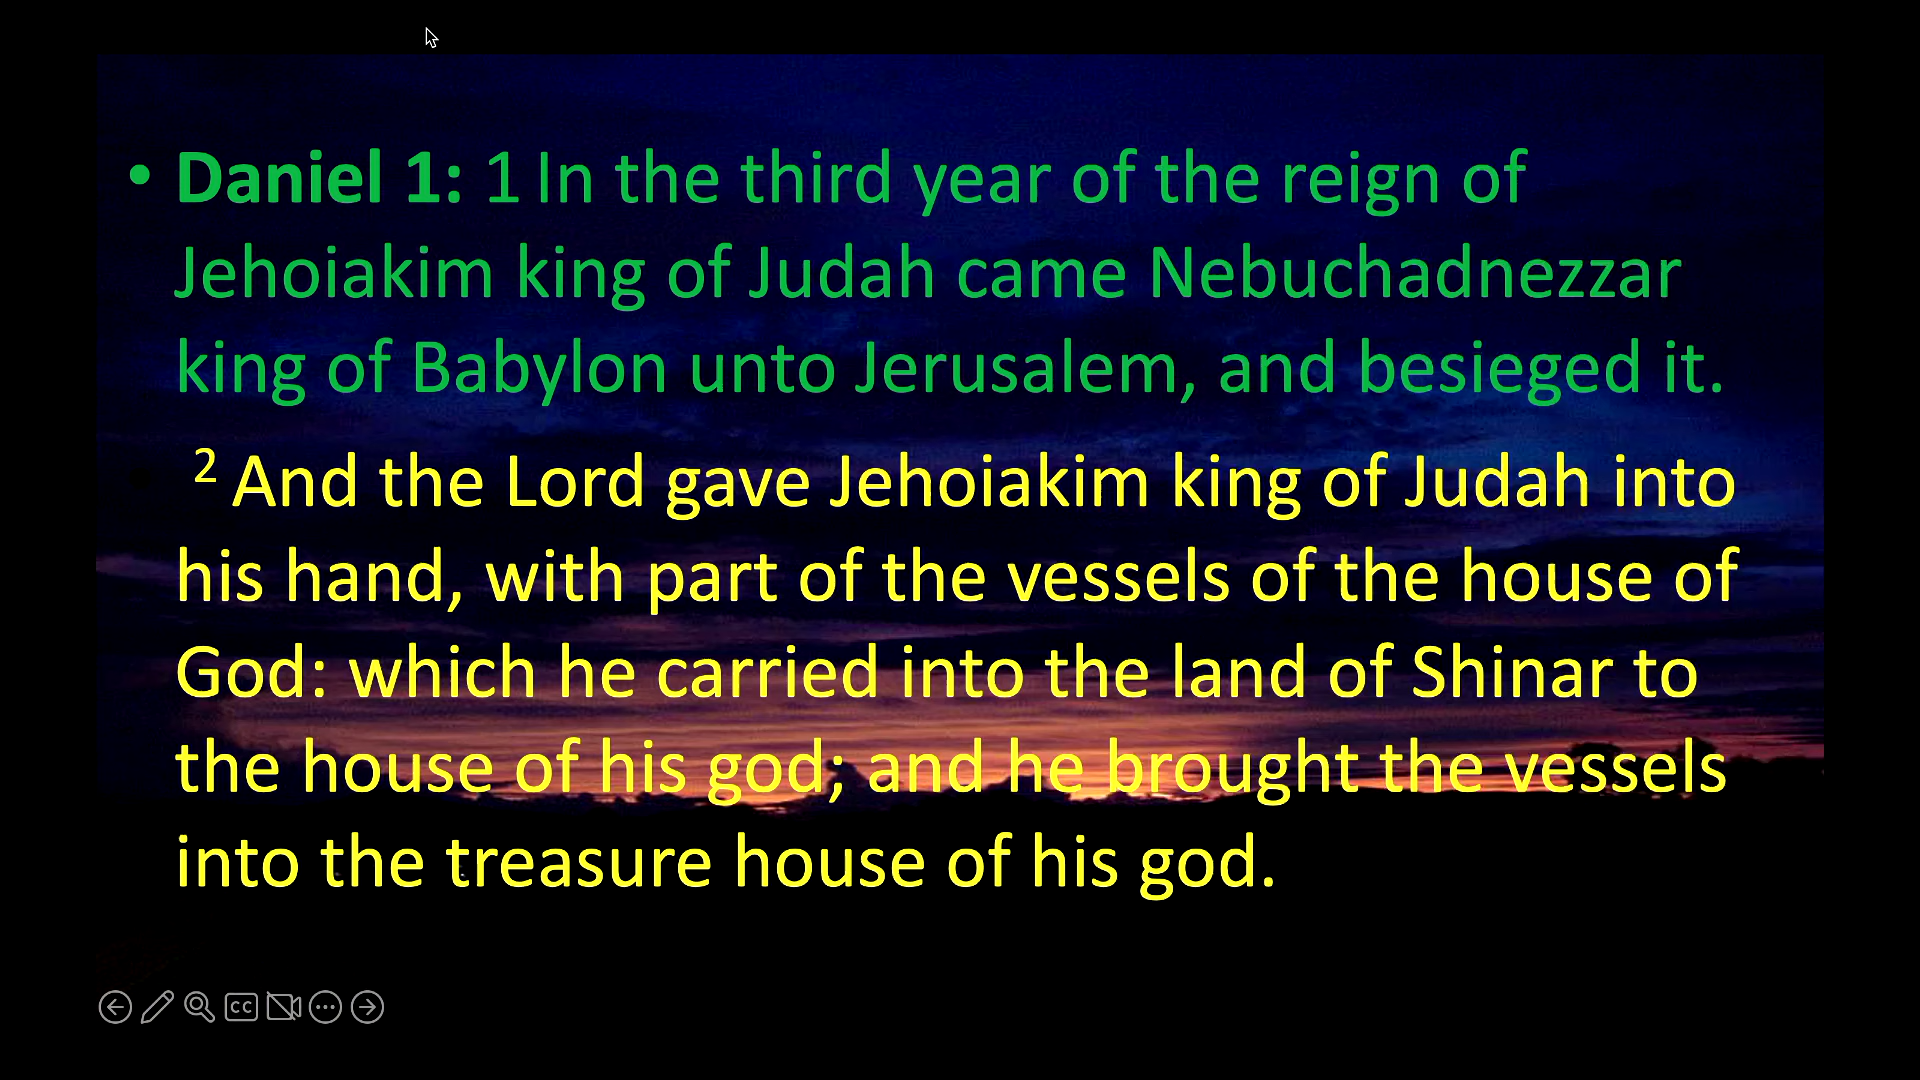 • Daniel 1: 1 In the third year of the reign of
Jehoiakim king of Judah came Nebuchadnezzar
king of Babylon unto Jerusalem, and besieged it.
2 And the Lord gave Jehoiakim king of Judah into
his hand, with part of the vessels of the house of
God: which he carried into the land of Shinar to
the house of his god; and he brought the vessels
into the treasure house of his god.
CC